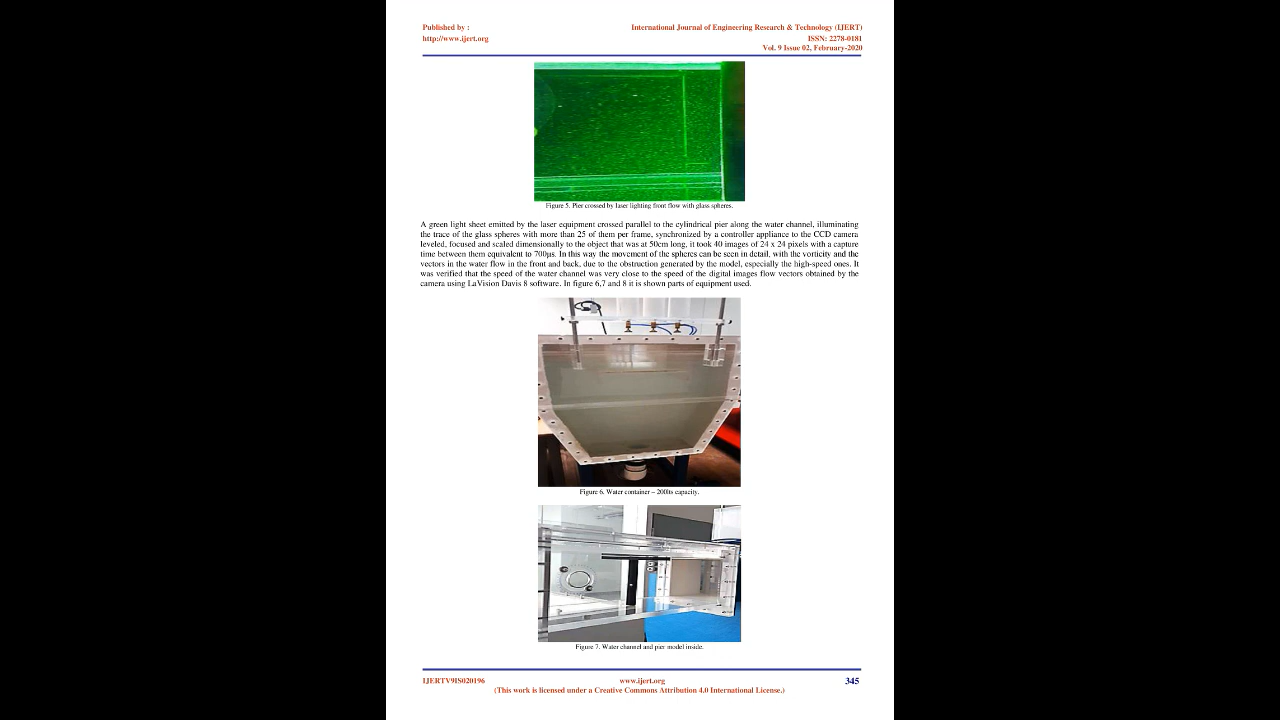 Published by :
International Journal of Engineering Research & Technology (IJERT)
http://www.ijert.org
ISSN: 2278-0181
Vol. 9 Issue 02, February-2020
Figure 5. Pier crossed by laser lighting front flow with glass spheres.
A green light sheet emitted by the laser equipment crossed parallel to the cylindrical pier along the water channel, illuminating
the trace of the glass spheres with more than 25 of them per frame, synchronized by a controller appliance to the CCD camera
leveled, focused and scaled dimensionally to the object that was at 50cm long, it took 40 images of 24 x 24 pixels with a capture
time between them equivalent to 700μs. In this way the movement of the spheres can be seen in detail, with the vorticity and the
vectors in the water flow in the front and back, due to the obstruction generated by the model, especially the high-speed ones. It
was verified that the speed of the water channel was very close to the speed of the digital images flow vectors obtained by the
camera using LaVision Davis 8 software. In figure 6,7 and 8 it is shown parts of equipment used.
Figure 6. Water container – 200lts capacity.
Figure 7. Water channel and pier model inside.
IJERTV9IS020196
www.ijert.org
345
(This work is licensed under a Creative Commons Attribution 4.0 International License.)